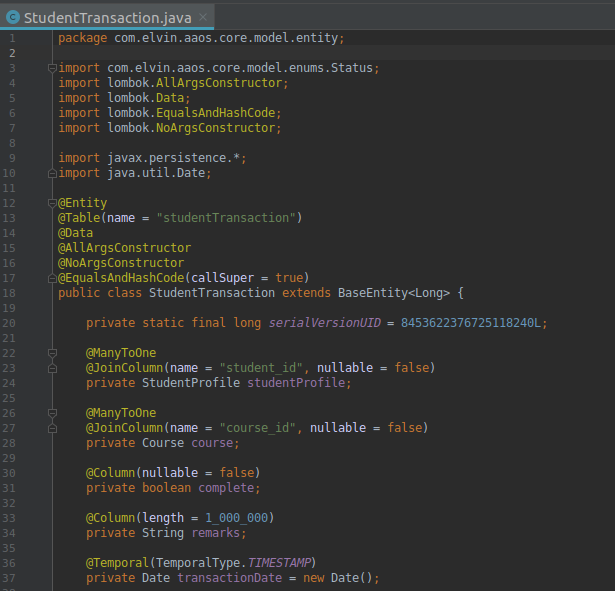 StudentTransaction.java
1 package com.elvin.aaos.core.model.entity;
2
3 import com.elvin.aaos.core.model.enums.Status;
4 import lombok.AllArgsConstructor;
5 import lombok.Data;
6 import lombok.EqualsAndHashCode;
7 import lombok.NoArgsConstructor;
8
9 import javax.persistence.*;
10 import java.util.Date;
11
12 @Entity
13 @Table(name = "studentTransaction")
14 @Data
15 @AllArgsConstructor
16 @NoArgsConstructor
17 @EqualsAndHashCode(callSuper = true)
18 public class StudentTransaction extends BaseEntity<Long> {
19
20 private static final long serialVersionUID = 8453622376725118240L;
21
22 @ManyToOne
23 @JoinColumn(name = "student_id", nullable = false)
24 private StudentProfile studentProfile;
25
26 @ManyToOne
27 @JoinColumn(name = "course_id", nullable = false)
28 private Course course;
29
30 @Column(nullable = false)
31 private boolean complete;
32
33 @Column(length = 1_000_000)
34 private String remarks;
35
36 @Temporal(TemporalType.TIMESTAMP)
37 private Date transactionDate = new Date();